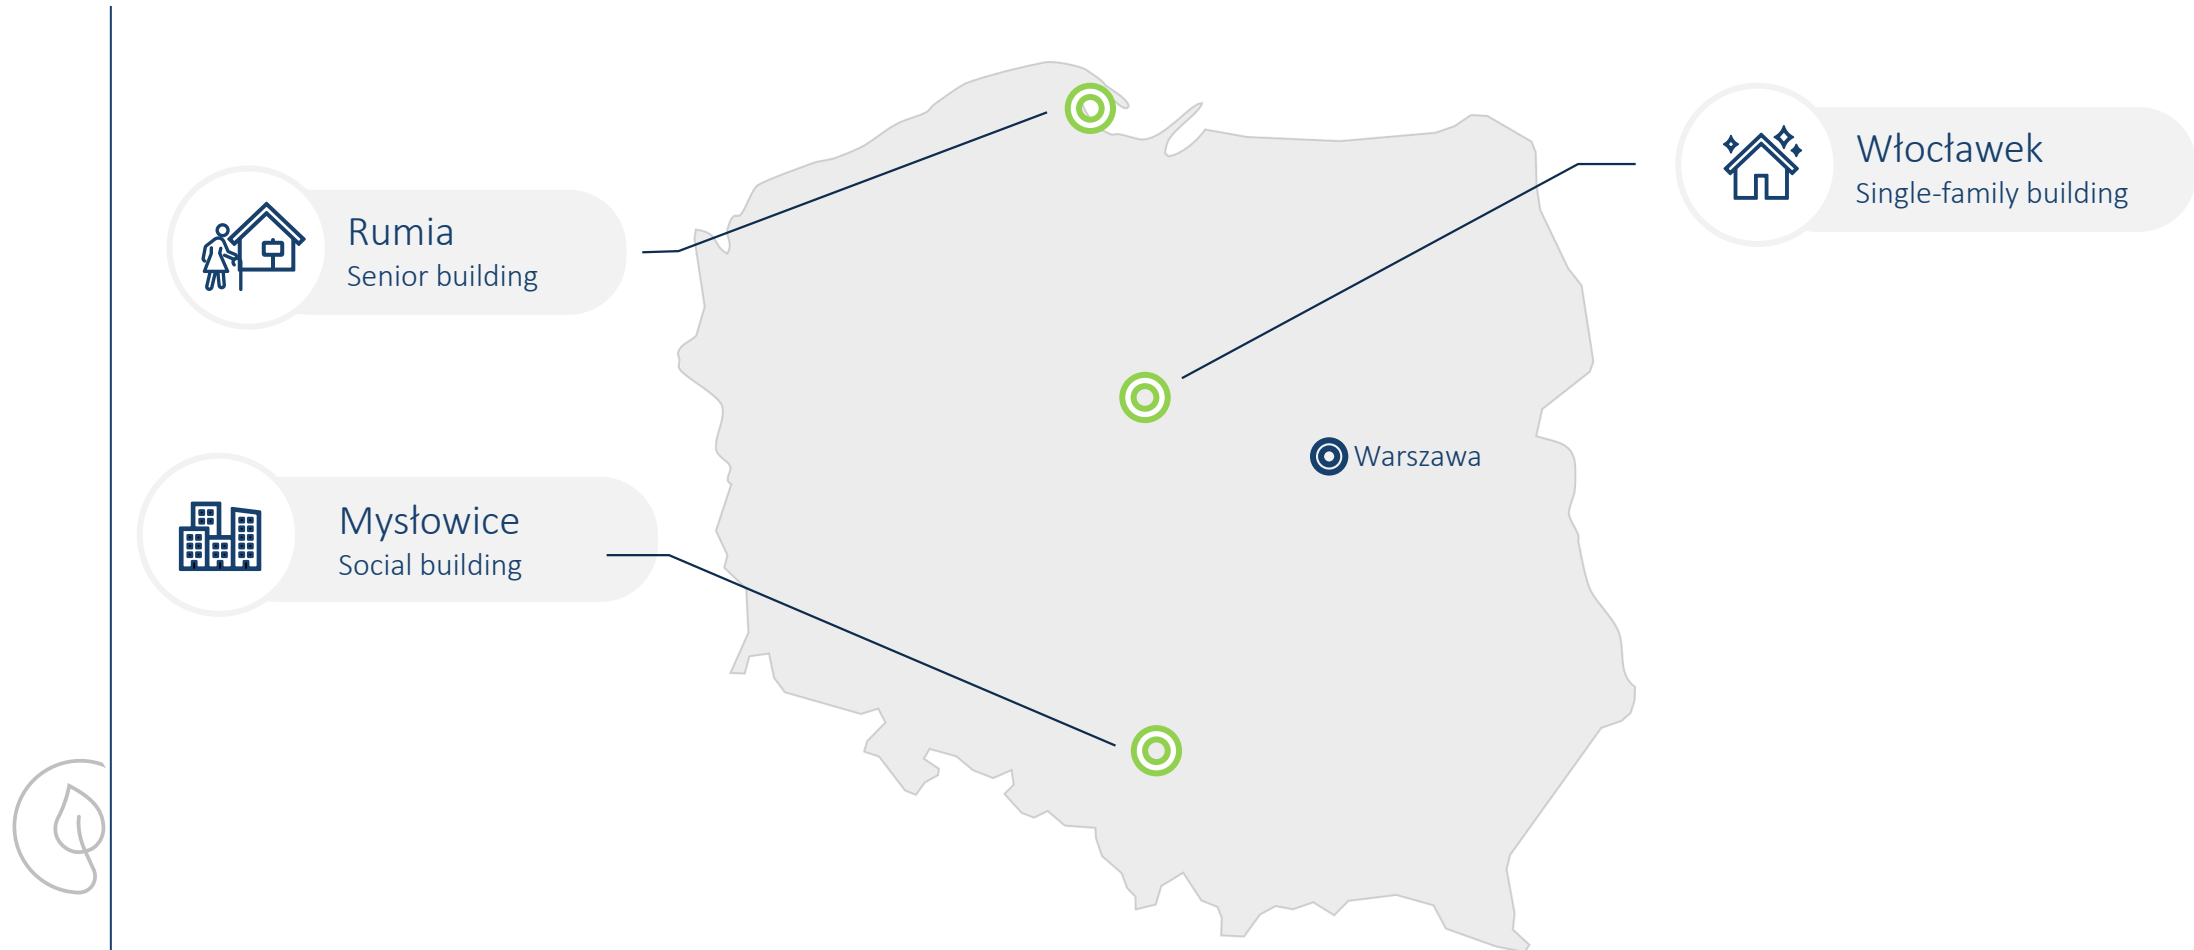 Rumia
Senior building
Włocławek
Single-family building
Warszawa
Mysłowice
Social building